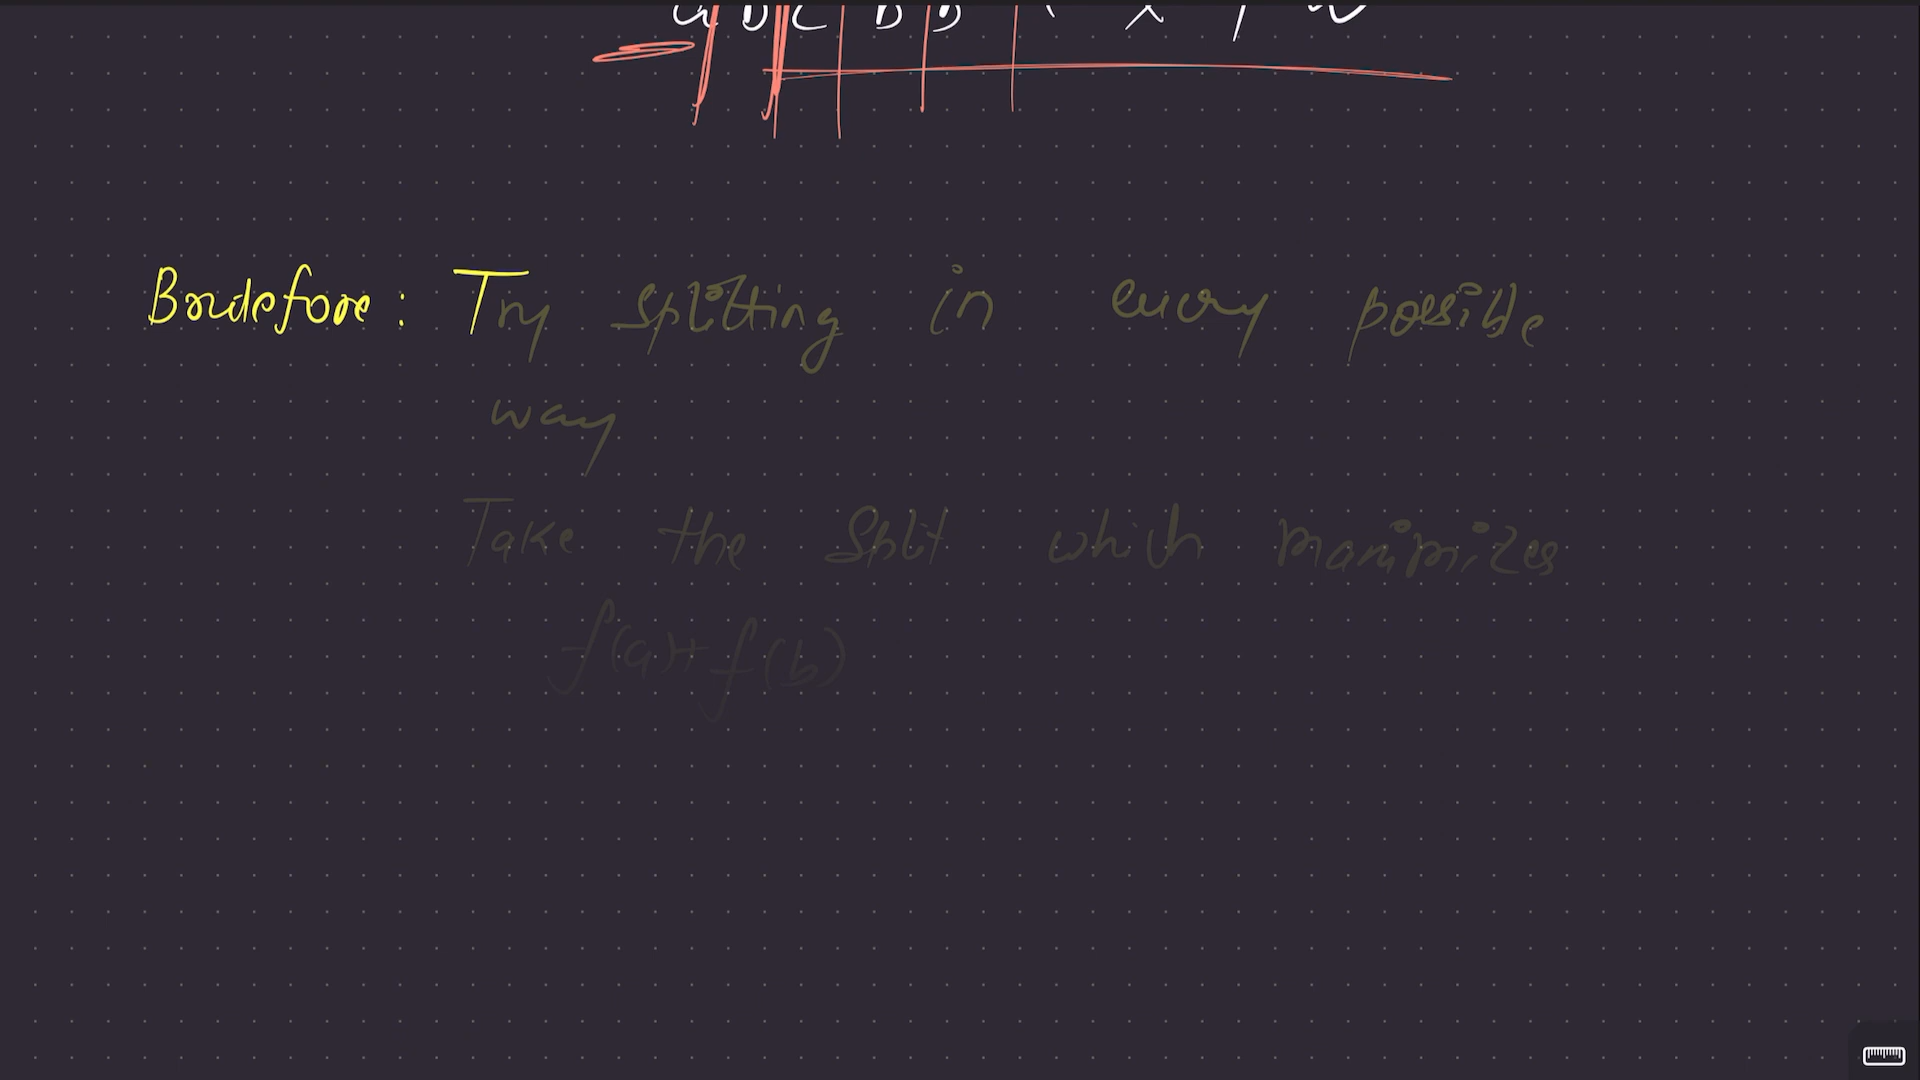 Bruteforce: Try splitting in every possible
way
Take the Split which maximizes
f(a)+f(b)